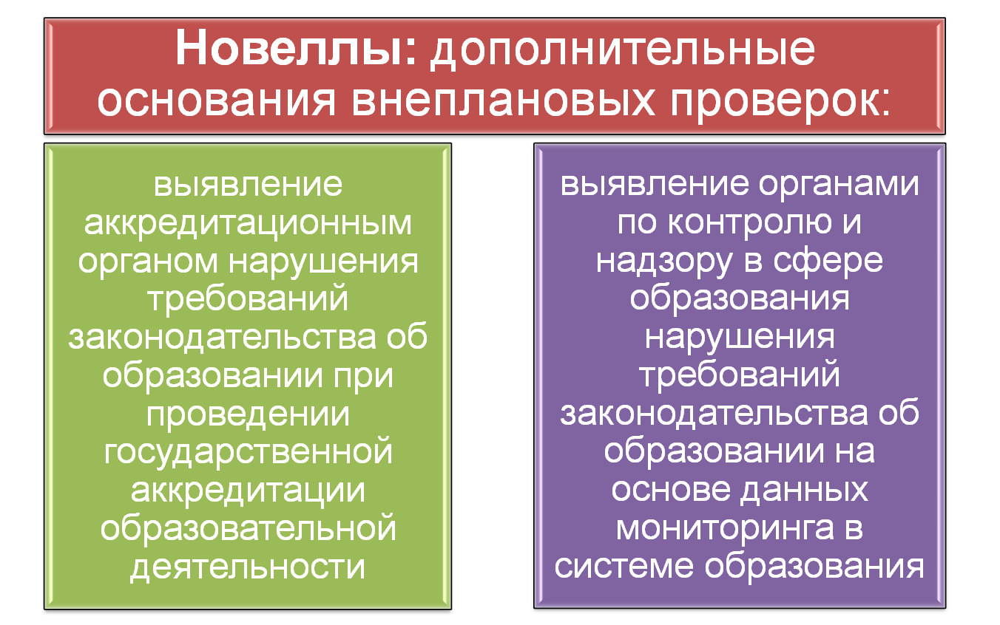 Новеллы: дополнительные
основания внеплановых проверок:
выявление
аккредитационным
органом нарушения
требований
законодательства об
образовании при
проведении
государственной
аккредитации
образовательной
деятельности
выявление органами
по контролю и
надзору в сфере
образования
нарушения
требований
законодательства об
образовании на
основе данных
мониторинга в
системе образования